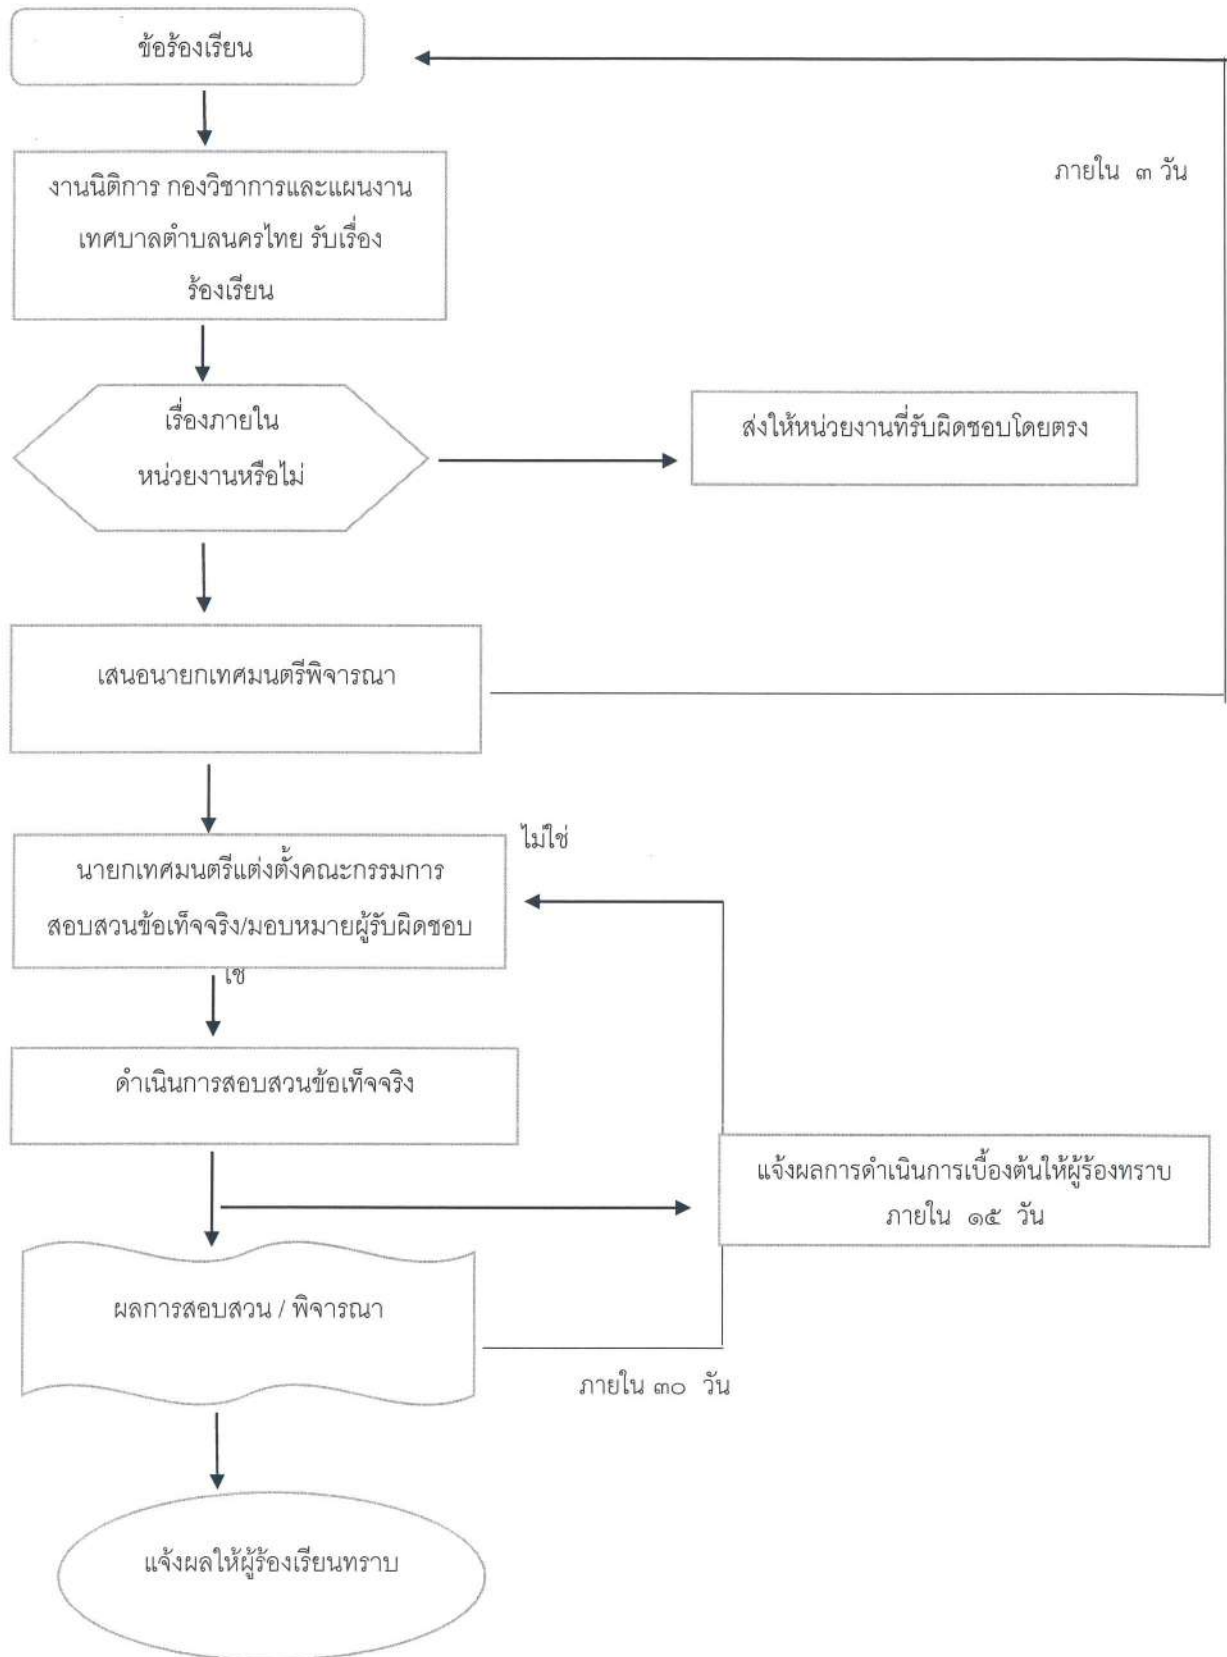 ข้อร้องเรียน
ภายใน ๓ วัน
งานนิติการ กองวิชาการและแผนงาน
เทศบาลตำบลนครไทย รับเรื่อง
ร้องเรียน
เรื่องภายใน
หน่วยงานหรือไม่
ส่งให้หน่วยงานที่รับผิดชอบโดยตรง
เสนอนายกเทศมนตรีพิจารณา
ไม่ใช่
นายกเทศมนตรีแต่งตั้งคณะกรรมการ
สอบสวนข้อเท็จจริง/มอบหมายผู้รับผิดชอบ
ใช่
ดำเนินการสอบสวนข้อเท็จจริง
แจ้งผลการดำเนินการเบื้องต้นให้ผู้ร้องทราบ
ภายใน ๑๕ วัน
ผลการสอบสวน / พิจารณา
ภายใน ๓๐ วัน
แจ้งผลให้ผู้ร้องเรียนทราบ